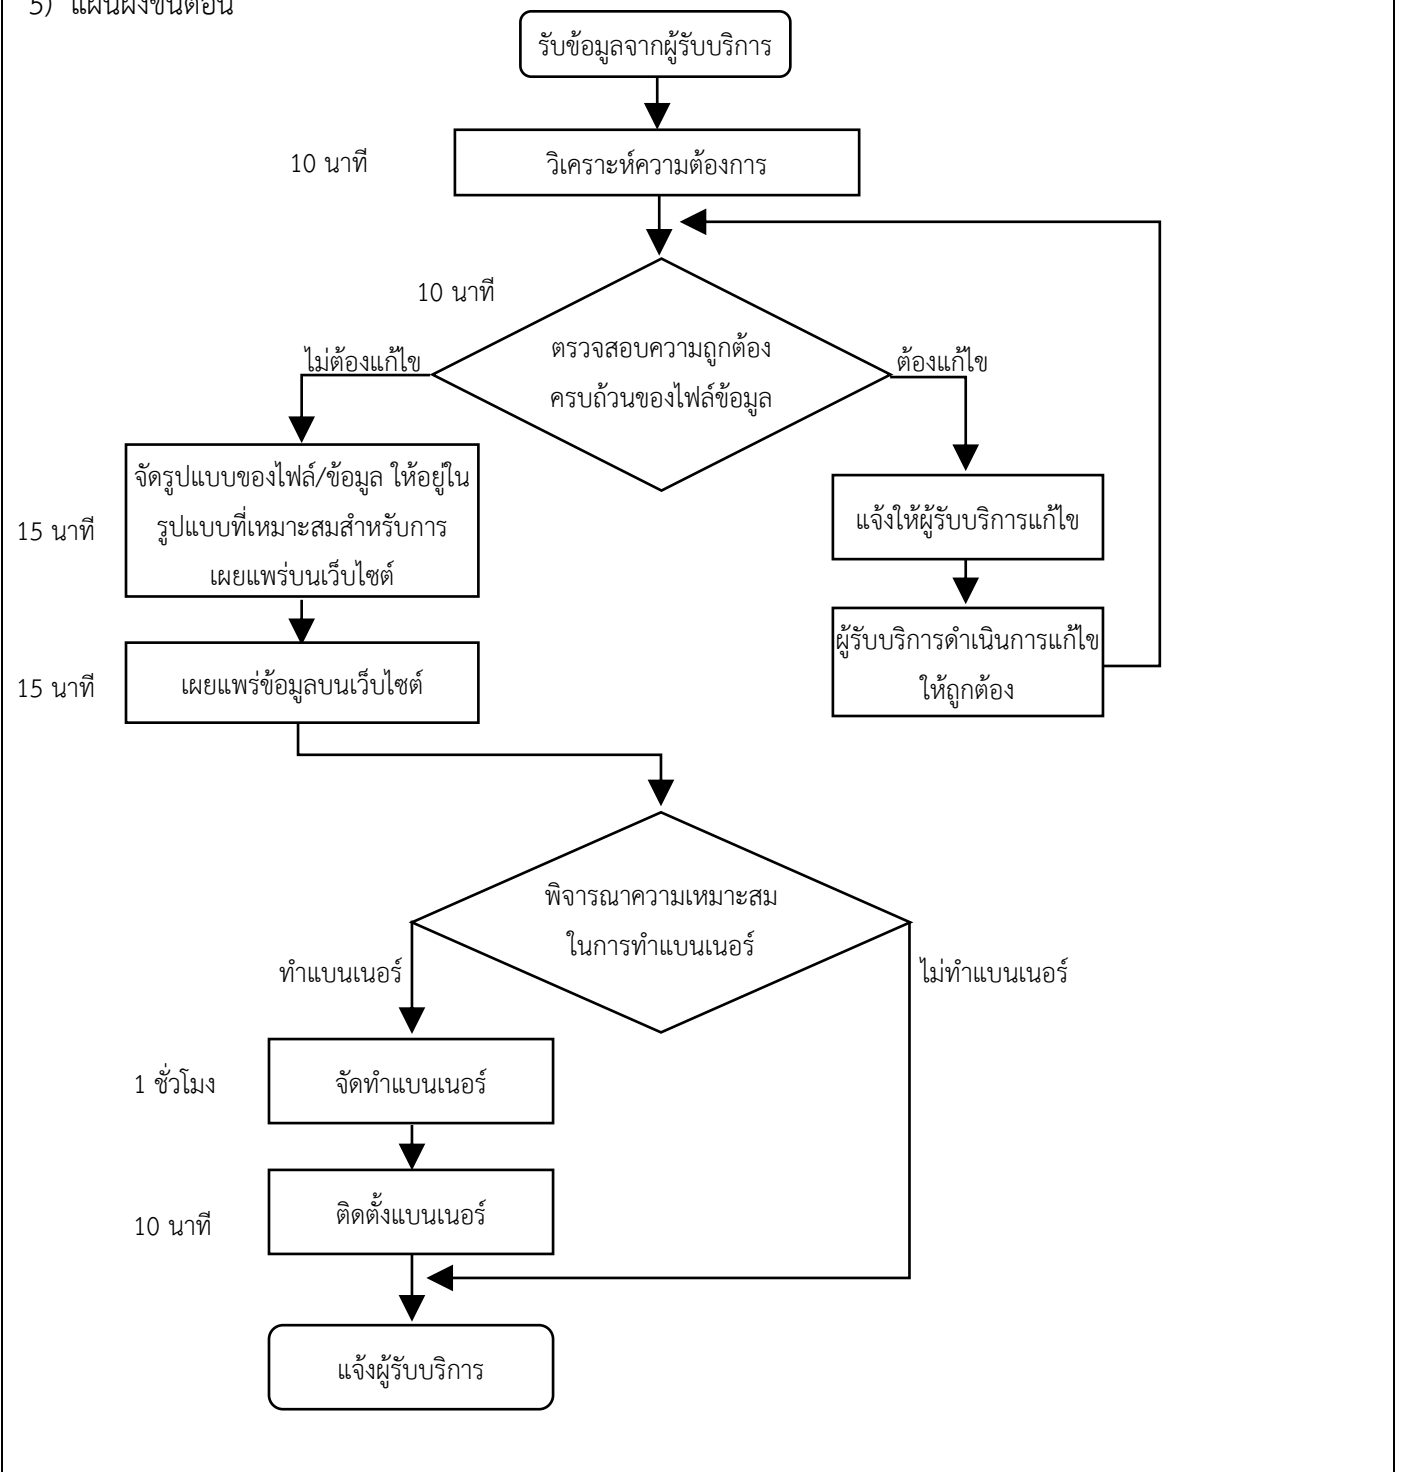 5) แผนผังขั้นตอน
รับข้อมูลจากผู้รับบริการ
10 นาที
วิเคราะห์ความต้องการ
10 นาที
ตรวจสอบความถูกต้อง
ครบถ้วนของไฟล์ข้อมูล
ไม่ต้องแก้ไข
ต้องแก้ไข
จัดรูปแบบของไฟล์/ข้อมูล ให้อยู่ใน
รูปแบบที่เหมาะสมสำหรับการ
เผยแพร่บนเว็บไซต์
15 นาที
แจ้งให้ผู้รับบริการแก้ไข
ผู้รับบริการดำเนินการแก้ไข
ให้ถูกต้อง
15 นาที
เผยแพร่ข้อมูลบนเว็บไซต์
พิจารณาความเหมาะสม
ในการทำแบนเนอร์
ทำแบนเนอร์
ไม่ทำแบนเนอร์
1 ชั่วโมง
จัดทำแบนเนอร์
10 นาที
ติดตั้งแบนเนอร์
แจ้งผู้รับบริการ